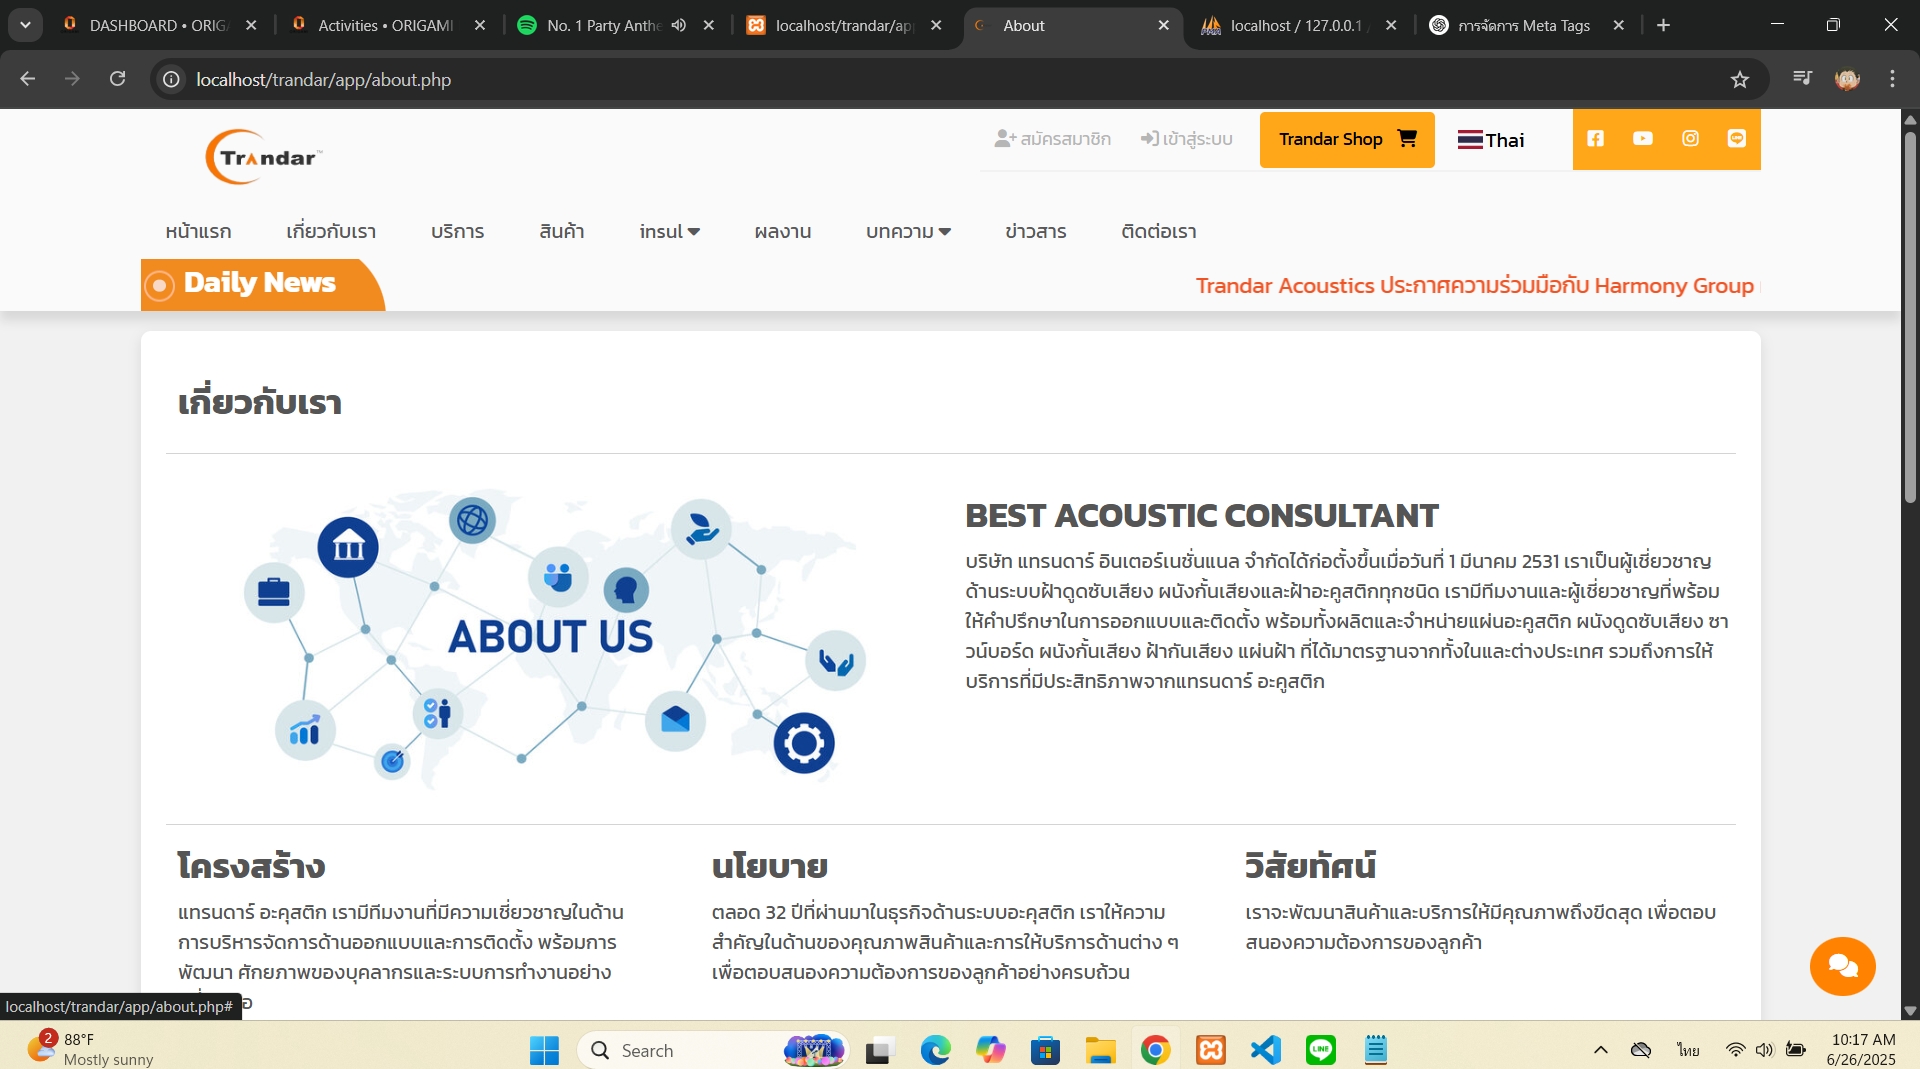 DASHBOARD • ORIG
Activities • ORIGAMI
No. 1 Party Anthe
localhost/trandar/ap
About
localhost / 127.0.0.1
การจัดการ Meta Tags
localhost/trandar/app/about.php
Trandar™
สมัครสมาชิก
เข้าสู่ระบบ
Trandar Shop
Thai
หน้าแรก
เกี่ยวกับเรา
บริการ
สินค้า
insul
ผลงาน
บทความ
ข่าวสาร
ติดต่อเรา
Daily News
Trandar Acoustics ประกาศความร่วมมือกับ Harmony Group
เกี่ยวกับเรา
ABOUT US
BEST ACOUSTIC CONSULTANT
บริษัท แทรนดาร์ อินเตอร์เนชั่นแนล จำกัดได้ก่อตั้งขึ้นเมื่อวันที่ 1 มีนาคม 2531 เราเป็นผู้เชี่ยวชาญ
ด้านระบบฝ้าดูดซับเสียง ผนังกั้นเสียงและฝ้าอะคูสติกทุกชนิด เรามีทีมงานและผู้เชี่ยวชาญที่พร้อม
ให้คำปรึกษาในการออกแบบและติดตั้ง พร้อมทั้งผลิตและจำหน่ายแผ่นอะคูสติก ผนังดูดซับเสียง ซา
วน์บอร์ด ผนังกั้นเสียง ฝ้ากันเสียง แผ่นฝ้า ที่ได้มาตรฐานจากทั้งในและต่างประเทศ รวมถึงการให้
บริการที่มีประสิทธิภาพจากแทรนดาร์ อะคูสติก
โครงสร้าง
แทรนดาร์ อะคุสติก เรามีทีมงานที่มีความเชี่ยวชาญในด้าน
การบริหารจัดการด้านออกแบบและการติดตั้ง พร้อมการ
พัฒนา ศักยภาพของบุคลากรและระบบการทำงานอย่าง
นโยบาย
ตลอด 32 ปีที่ผ่านมาในธุรกิจด้านระบบอะคุสติก เราให้ความ
สำคัญในด้านของคุณภาพสินค้าและการให้บริการด้านต่าง ๆ
เพื่อตอบสนองความต้องการของลูกค้าอย่างครบถ้วน
วิสัยทัศน์
เราจะพัฒนาสินค้าและบริการให้มีคุณภาพถึงขีดสุด เพื่อตอบ
สนองความต้องการของลูกค้า
localhost/trandar/app/about.php#
2
88°F
Mostly sunny
Search
LINE
ไทย
10:17 AM
6/26/2025